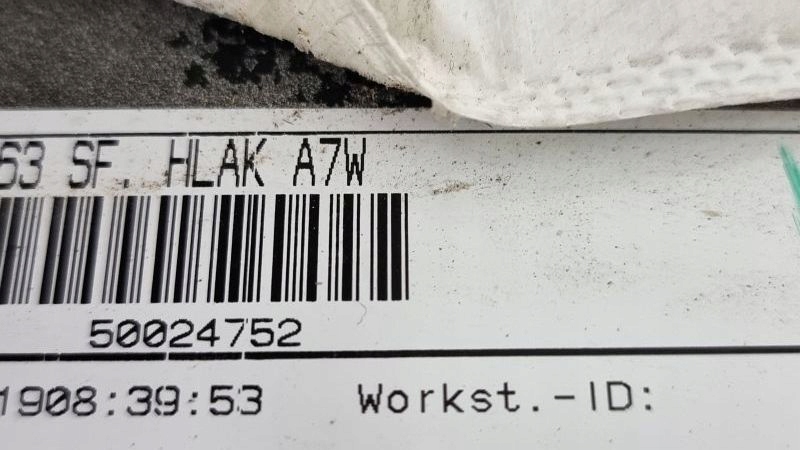 63 SF. HLAK A7W
50024752
1908:39:53 Workst.-ID: